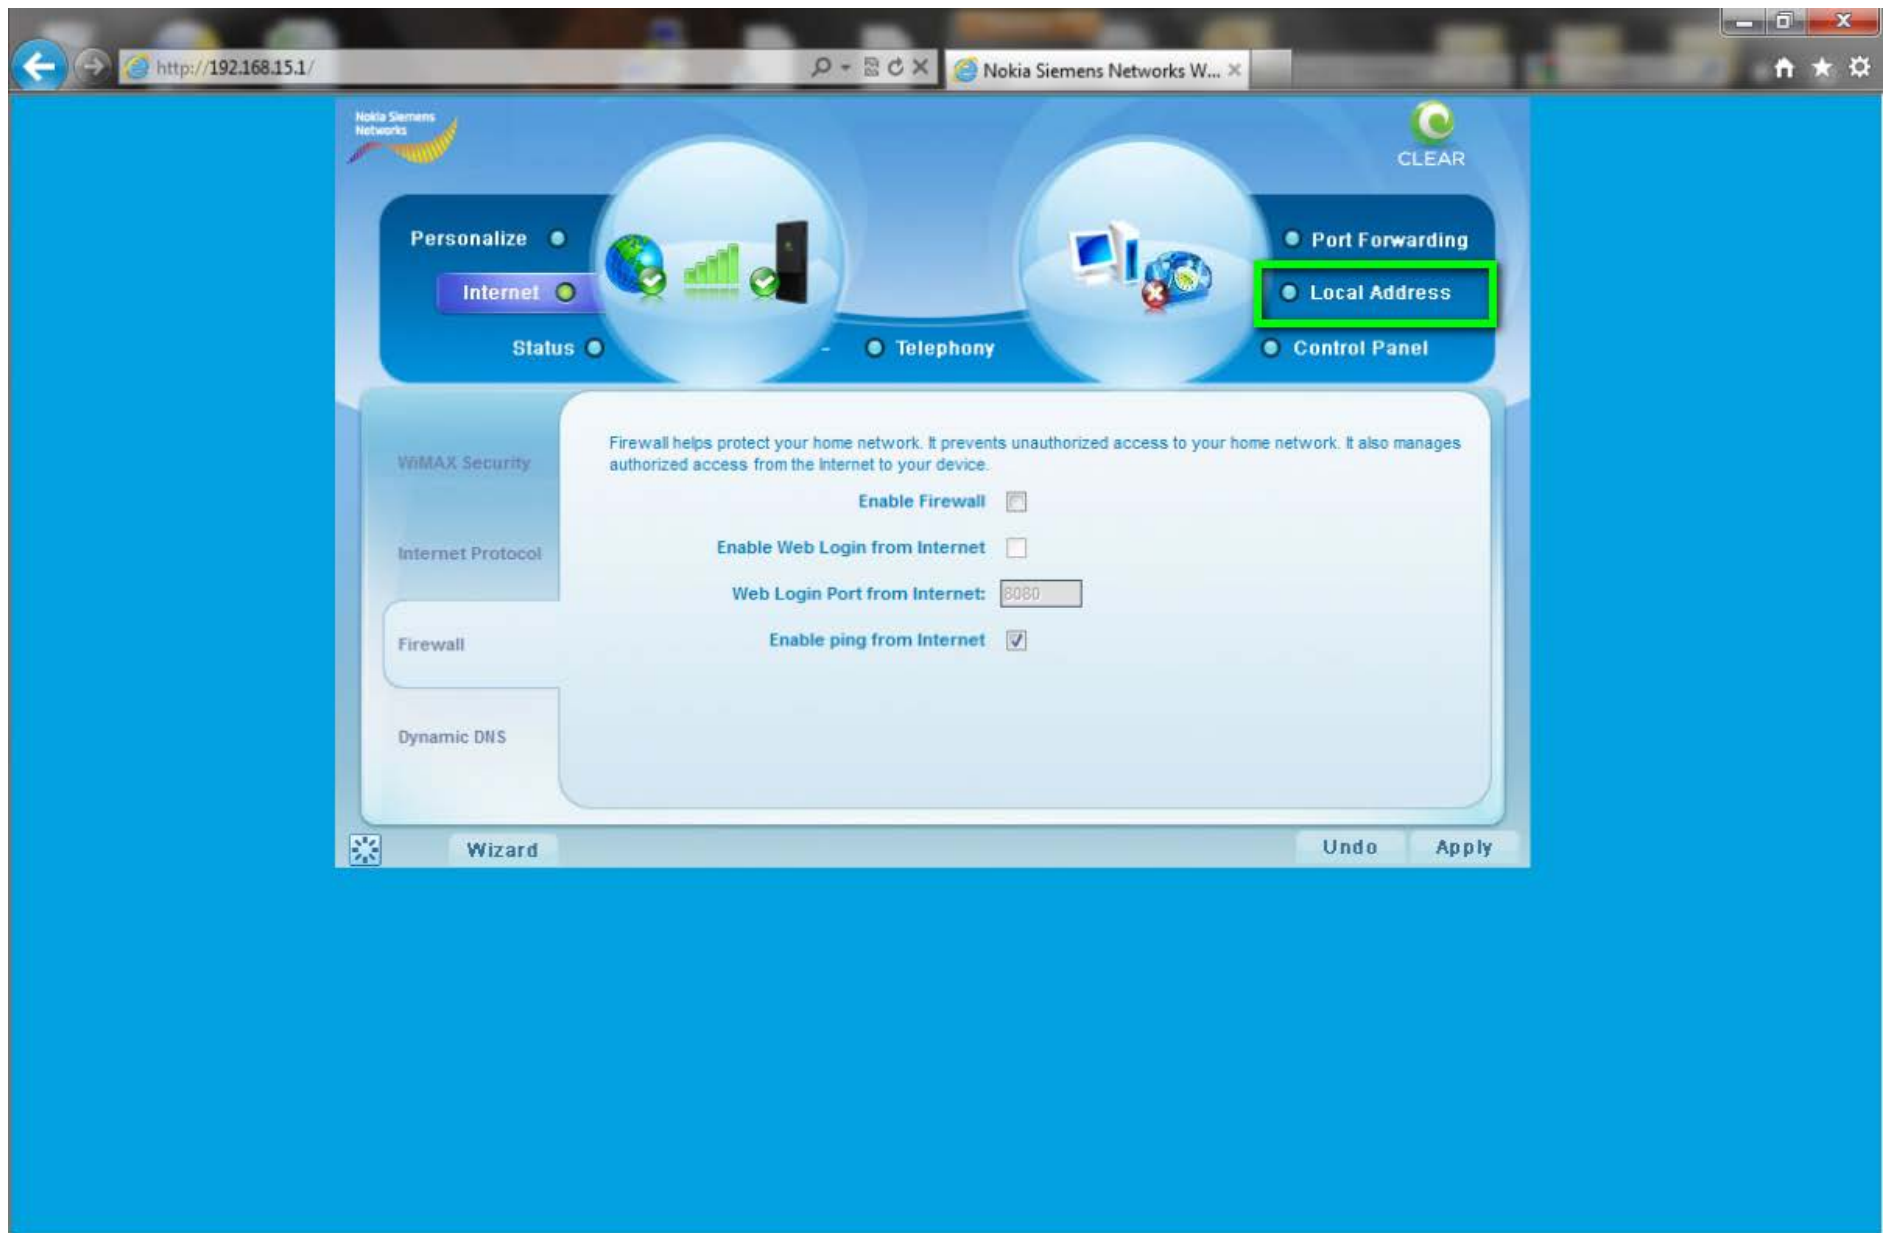 http://192.168.15.1/
Nokia Siemens Networks W...
Nokia Siemens
Networks
CLEAR
Personalize
Internet
Status
Telephony
Port Forwarding
Local Address
Control Panel
WiMAX Security
Internet Protocol
Firewall
Dynamic DNS
Firewall helps protect your home network. It prevents unauthorized access to your home network. It also manages
authorized access from the Internet to your device.
Enable Firewall
Enable Web Login from Internet
Web Login Port from Internet: 8080
Enable ping from Internet
Wizard
Undo
Apply